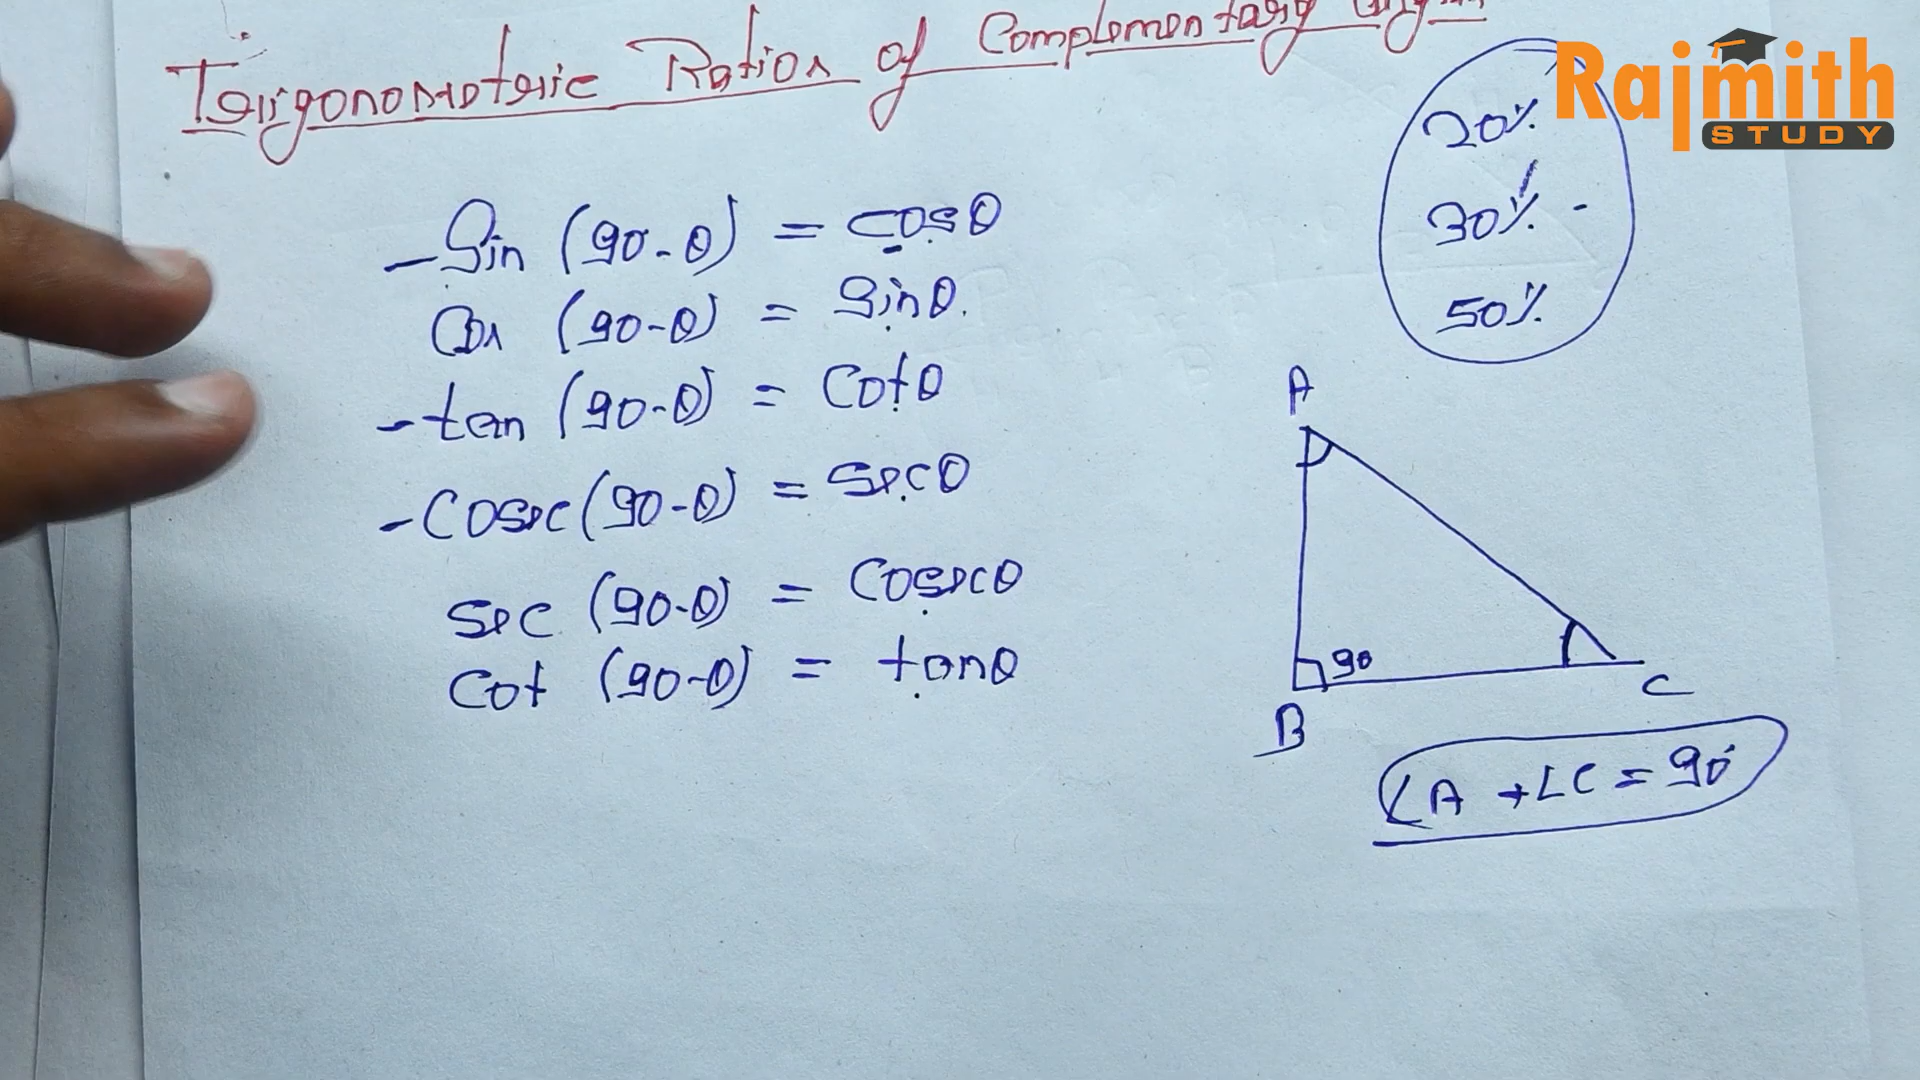 Trigonometric Ratios of Complementary
Rajmith
STUDY
20%
30%
50%
- Sin (90-θ) = cosθ
Cos (90-θ) = Sinθ.
- tan (90-θ) = Cotθ
- Cosec (90-θ) = Secθ
Sec (90-θ) = Cosecθ
Cot (90-θ) = tanθ
A
90
B
C
∠A + ∠C = 90°